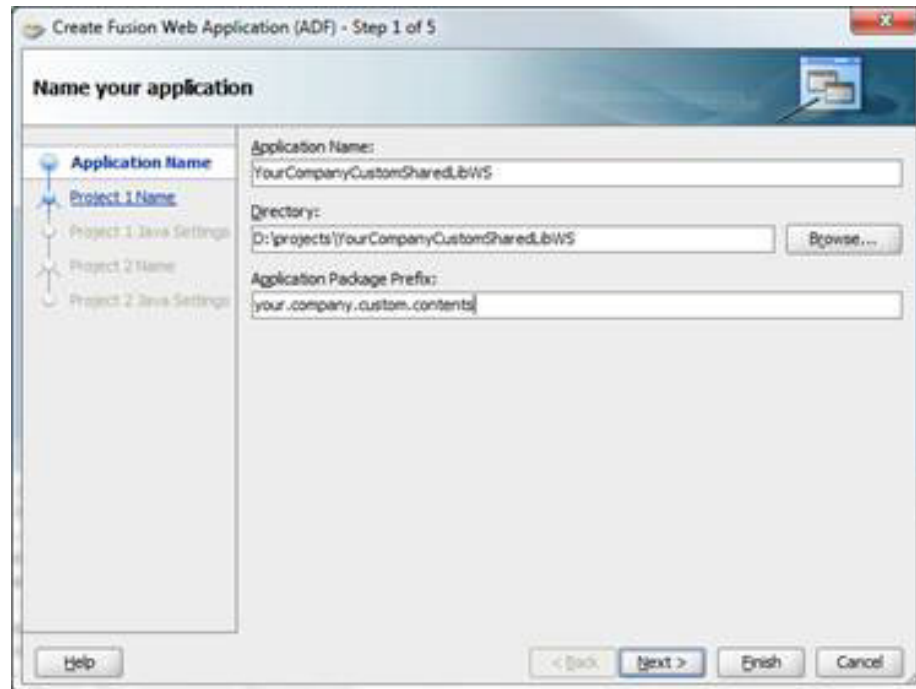 Create Fusion Web Application (ADF) - Step 1 of 5
Name your application
Application Name
Project 1 Name
Project 1 Java Settings
Project 2 Name
Project 2 Java Settings
Application Name:
YourCompanyCustomSharedLibWS
Directory:
D:\projects\YourCompanyCustomSharedLibWS
Browse...
Application Package Prefix:
your.company.custom.contents
Help
< Back
Next >
Finish
Cancel